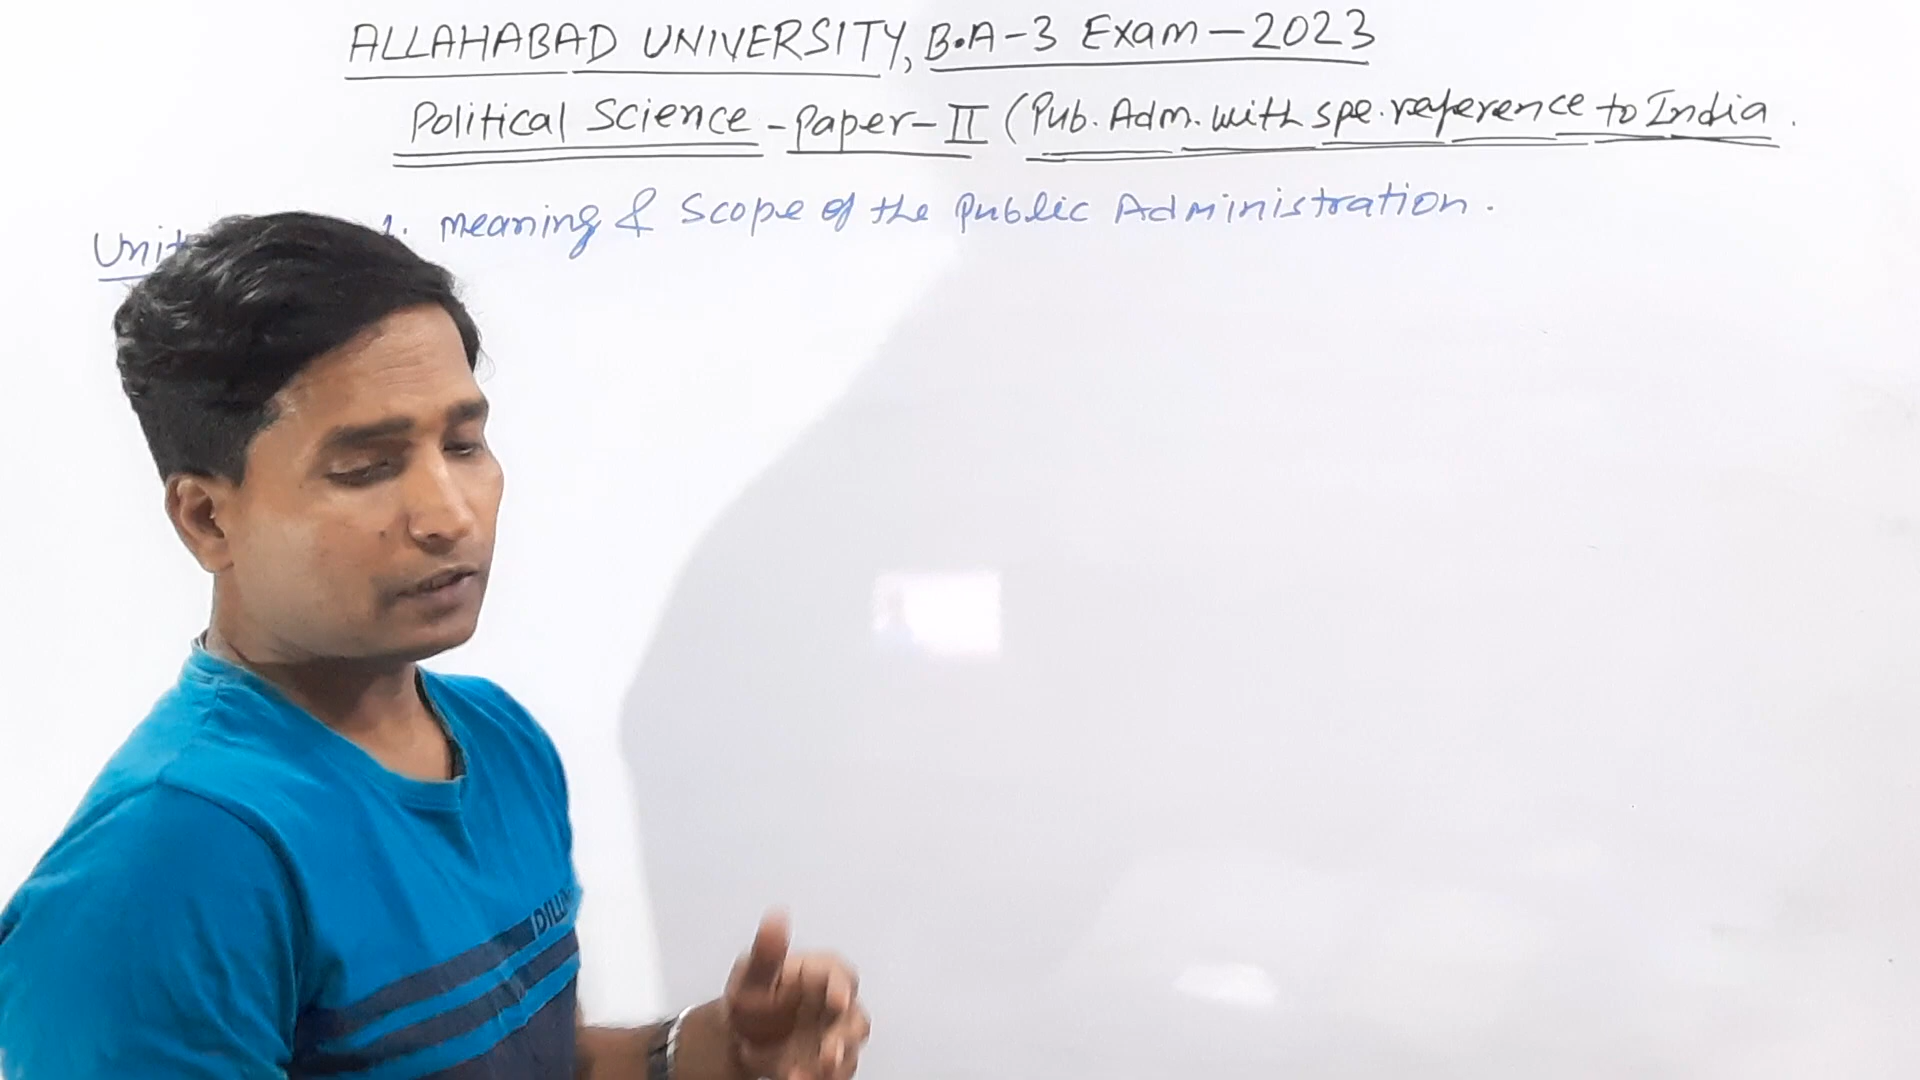 ALLAHABAD UNIVERSITY, B.A-3 Exam-2023
Political Science - Paper-II (Pub. Adm. with spe. reference to India.
Unit 1. Meaning & Scope of the Public Administration.